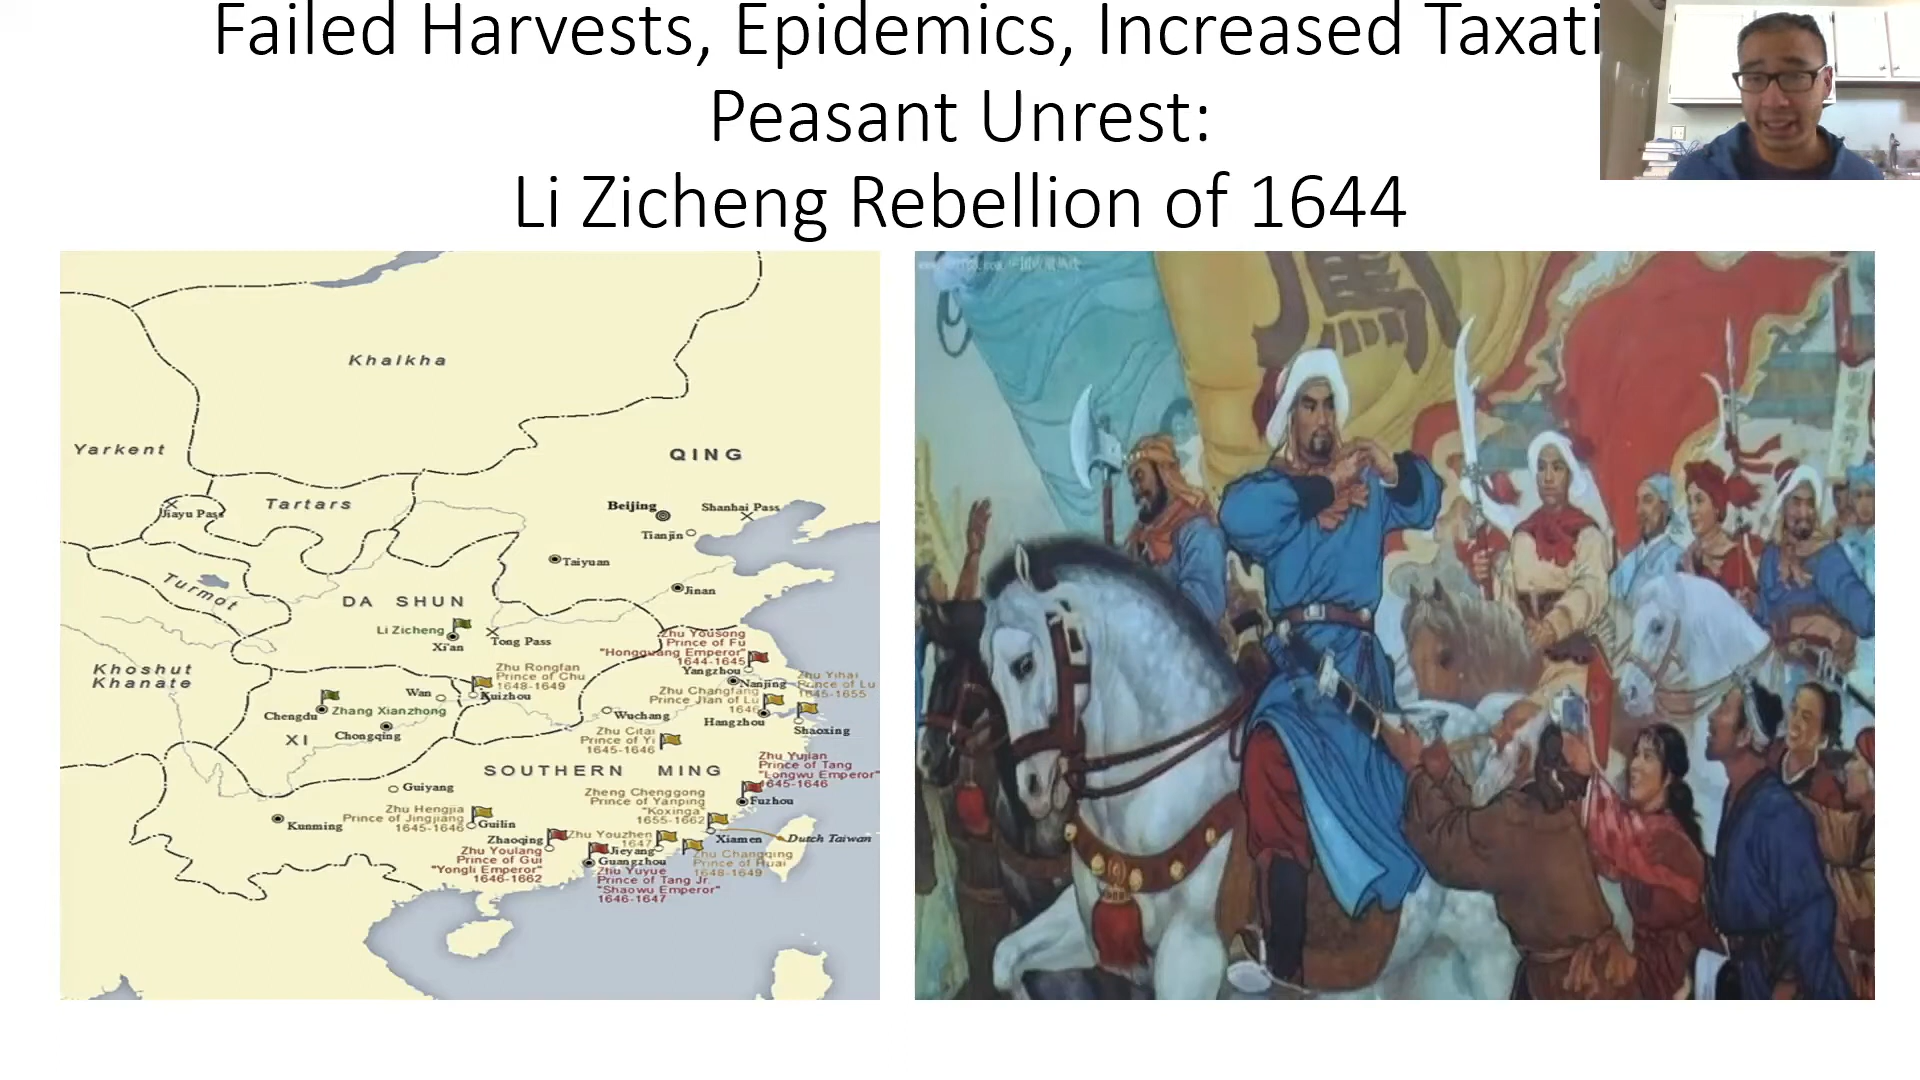 Failed Harvests, Epidemics, Increased Taxati
Peasant Unrest:
Li Zicheng Rebellion of 1644
Khalkha
Yarkent
QING
Tartars
Jiayu Pass
Beijing
Shanhai Pass
Tianjin
Taiyuan
Turmot
Jinan
DA SHUN
Li Zicheng
Xi'an
Tong Pass
Zhu Yousong
Prince of Fu
"Hongguang Emperor"
1644-1645
Yangzhou
Khoshut
Khanate
Zhu Rongfan
Prince of Chu
1648-1649
Wan
Kuizhou
Nanjing
Zhu Yihai
Prince of Lu
1645-1655
Zhu Changfang
Prince Jian of Lu
1646
Hangzhou
Shaoxing
Chengdu
Zhang Xianzhong
Chongqing
XI
Wuchang
Zhu Citai
Prince of Yi
1645-1646
SOUTHERN MING
Zhu Yujian
Prince of Tang
"Longwu Emperor"
1645-1646
Fuzhou
Guiyang
Zheng Chenggong
Prince of Yanping
"Koxinga"
1655-1662
Kunming
Zhu Hengjia
Prince of Jingjiang
1645-1646
Guilin
Xiamen
Dutch Taiwan
Zhaoqing
Zhu Youzhen
1647
Jieyang
Zhu Youlang
Prince of Gui
"Yongli Emperor"
1646-1662
Guangzhou
Zhu Yuyue
Prince of Tang Jr.
"Shaowu Emperor"
1646-1647
Zhu Changqing
Prince of Huai
1648-1649